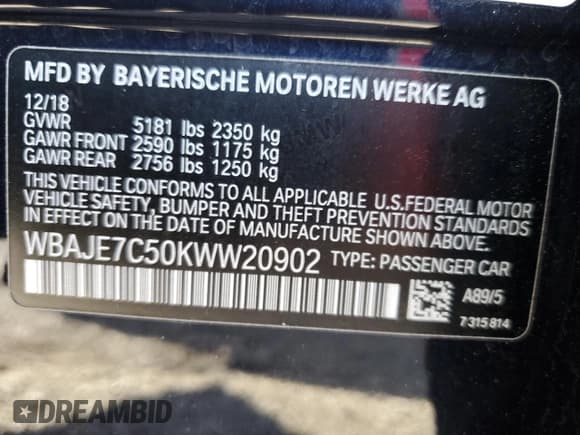 MFD BY BAYERISCHE MOTOREN WERKE AG
12/18
GVWR 5181 lbs 2350 kg
GAWR FRONT 2590 lbs 1175 kg
GAWR REAR 2756 lbs 1250 kg
THIS VEHICLE CONFORMS TO ALL APPLICABLE U.S.FEDERAL MOTOR
VEHICLE SAFETY, BUMPER AND THEFT PREVENTION STANDARDS
IN EFFECT ON THE DATE OF MANUFACTURE SHOWN ABOVE.
WBAJE7C50KWW20902 TYPE: PASSENGER CAR
A89/5
7 315 814
DREAMBID